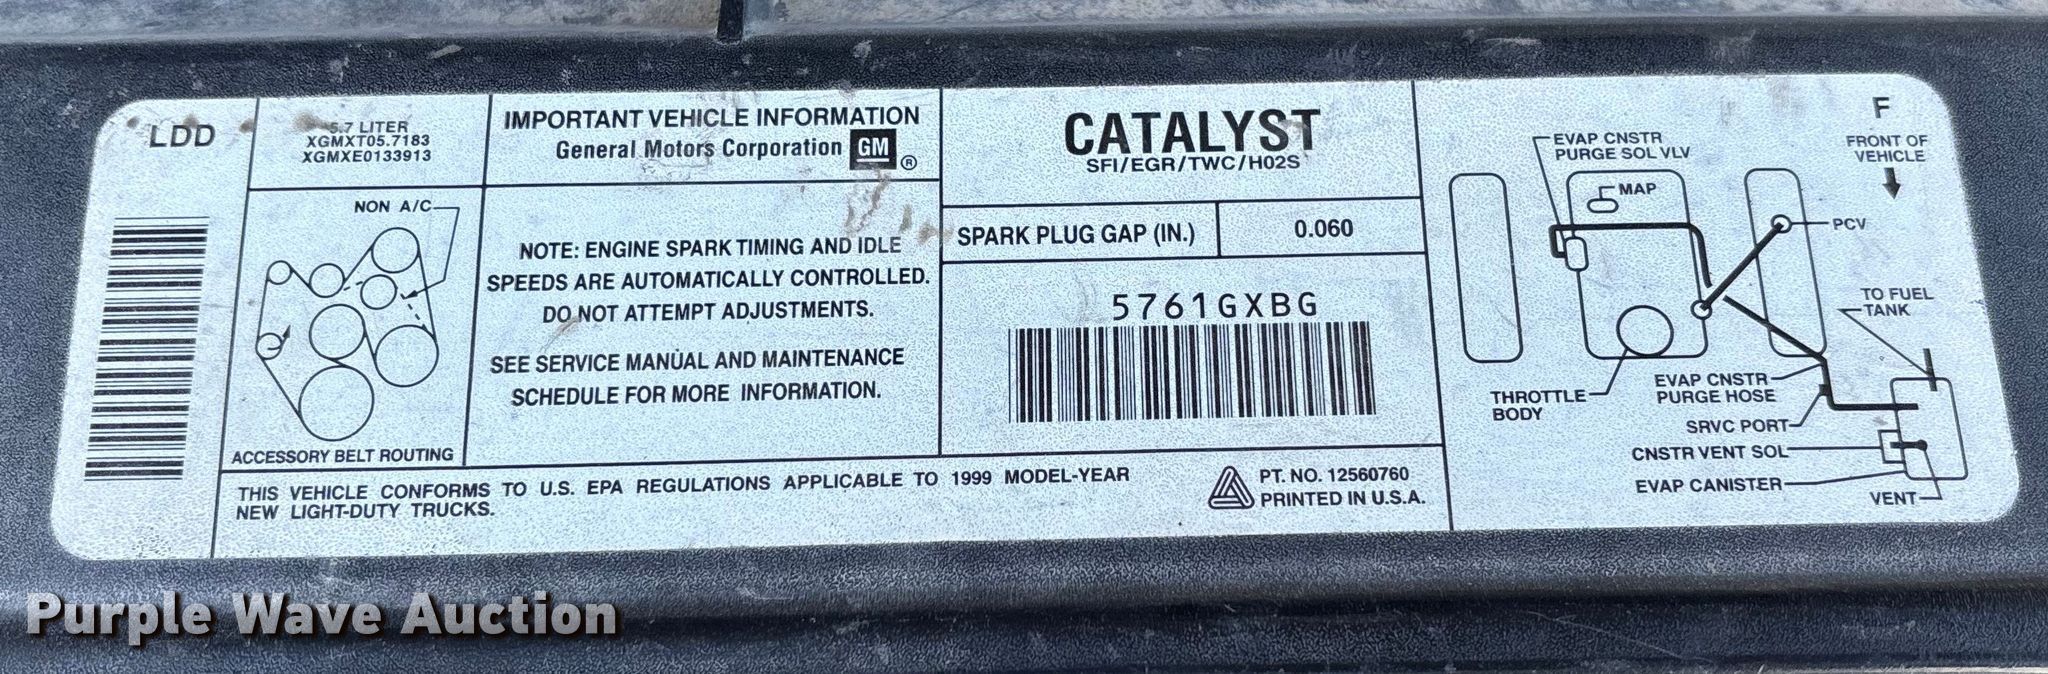 LDD
5.7 LITER
XGMXT05.7183
XGMXE0133913
NON A/C
ACCESSORY BELT ROUTING
IMPORTANT VEHICLE INFORMATION
General Motors Corporation GM ®
NOTE: ENGINE SPARK TIMING AND IDLE
SPEEDS ARE AUTOMATICALLY CONTROLLED.
DO NOT ATTEMPT ADJUSTMENTS.
SEE SERVICE MANUAL AND MAINTENANCE
SCHEDULE FOR MORE INFORMATION.
CATALYST
SFI/EGR/TWC/HO2S
SPARK PLUG GAP (IN.) 0.060
5761GXBG
THIS VEHICLE CONFORMS TO U.S. EPA REGULATIONS APPLICABLE TO 1999 MODEL-YEAR
NEW LIGHT-DUTY TRUCKS.
PT. NO. 12560760
PRINTED IN U.S.A.
F
FRONT OF
VEHICLE
EVAP CNSTR
PURGE SOL VLV
MAP
PCV
TO FUEL
TANK
THROTTLE
BODY
EVAP CNSTR
PURGE HOSE
SRVC PORT
CNSTR VENT SOL
EVAP CANISTER
VENT
Purple Wave Auction